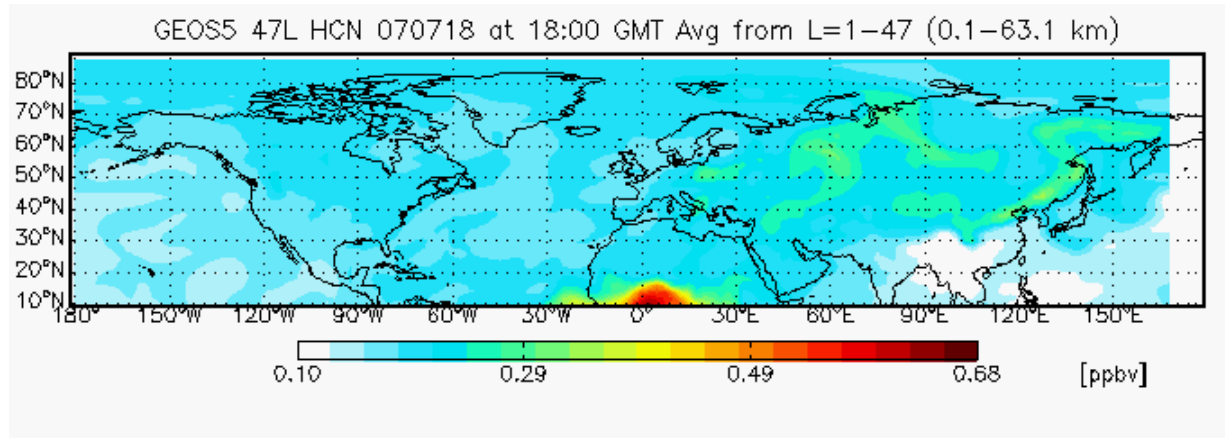 GEOS5 47L HCN 070718 at 18:00 GMT Avg from L=1-47 (0.1-63.1 km)
80°N
70°N
60°N
50°N
40°N
30°N
20°N
10°N
180° 150°W 120°W 90°W 60°W 30°W 0° 30°E 60°E 90°E 120°E 150°E
0.10 0.29 0.49 0.68 [ppbv]